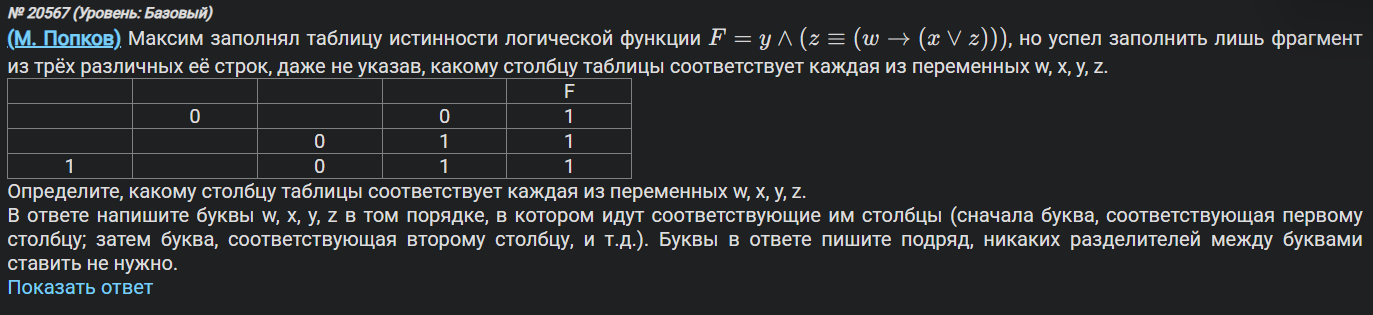 № 20567 (Уровень: Базовый)
(М. Попков) Максим заполнял таблицу истинности логической функции F = y ∧ (z ≡ (w → (x ∨ z))), но успел заполнить лишь фрагмент
из трёх различных её строк, даже не указав, какому столбцу таблицы соответствует каждая из переменных w, x, y, z.
F
0 0 1
0 1 1
1 0 1 1
Определите, какому столбцу таблицы соответствует каждая из переменных w, x, y, z.
В ответе напишите буквы w, x, y, z в том порядке, в котором идут соответствующие им столбцы (сначала буква, соответствующая первому
столбцу; затем буква, соответствующая второму столбцу, и т.д.). Буквы в ответе пишите подряд, никаких разделителей между буквами
ставить не нужно.
Показать ответ